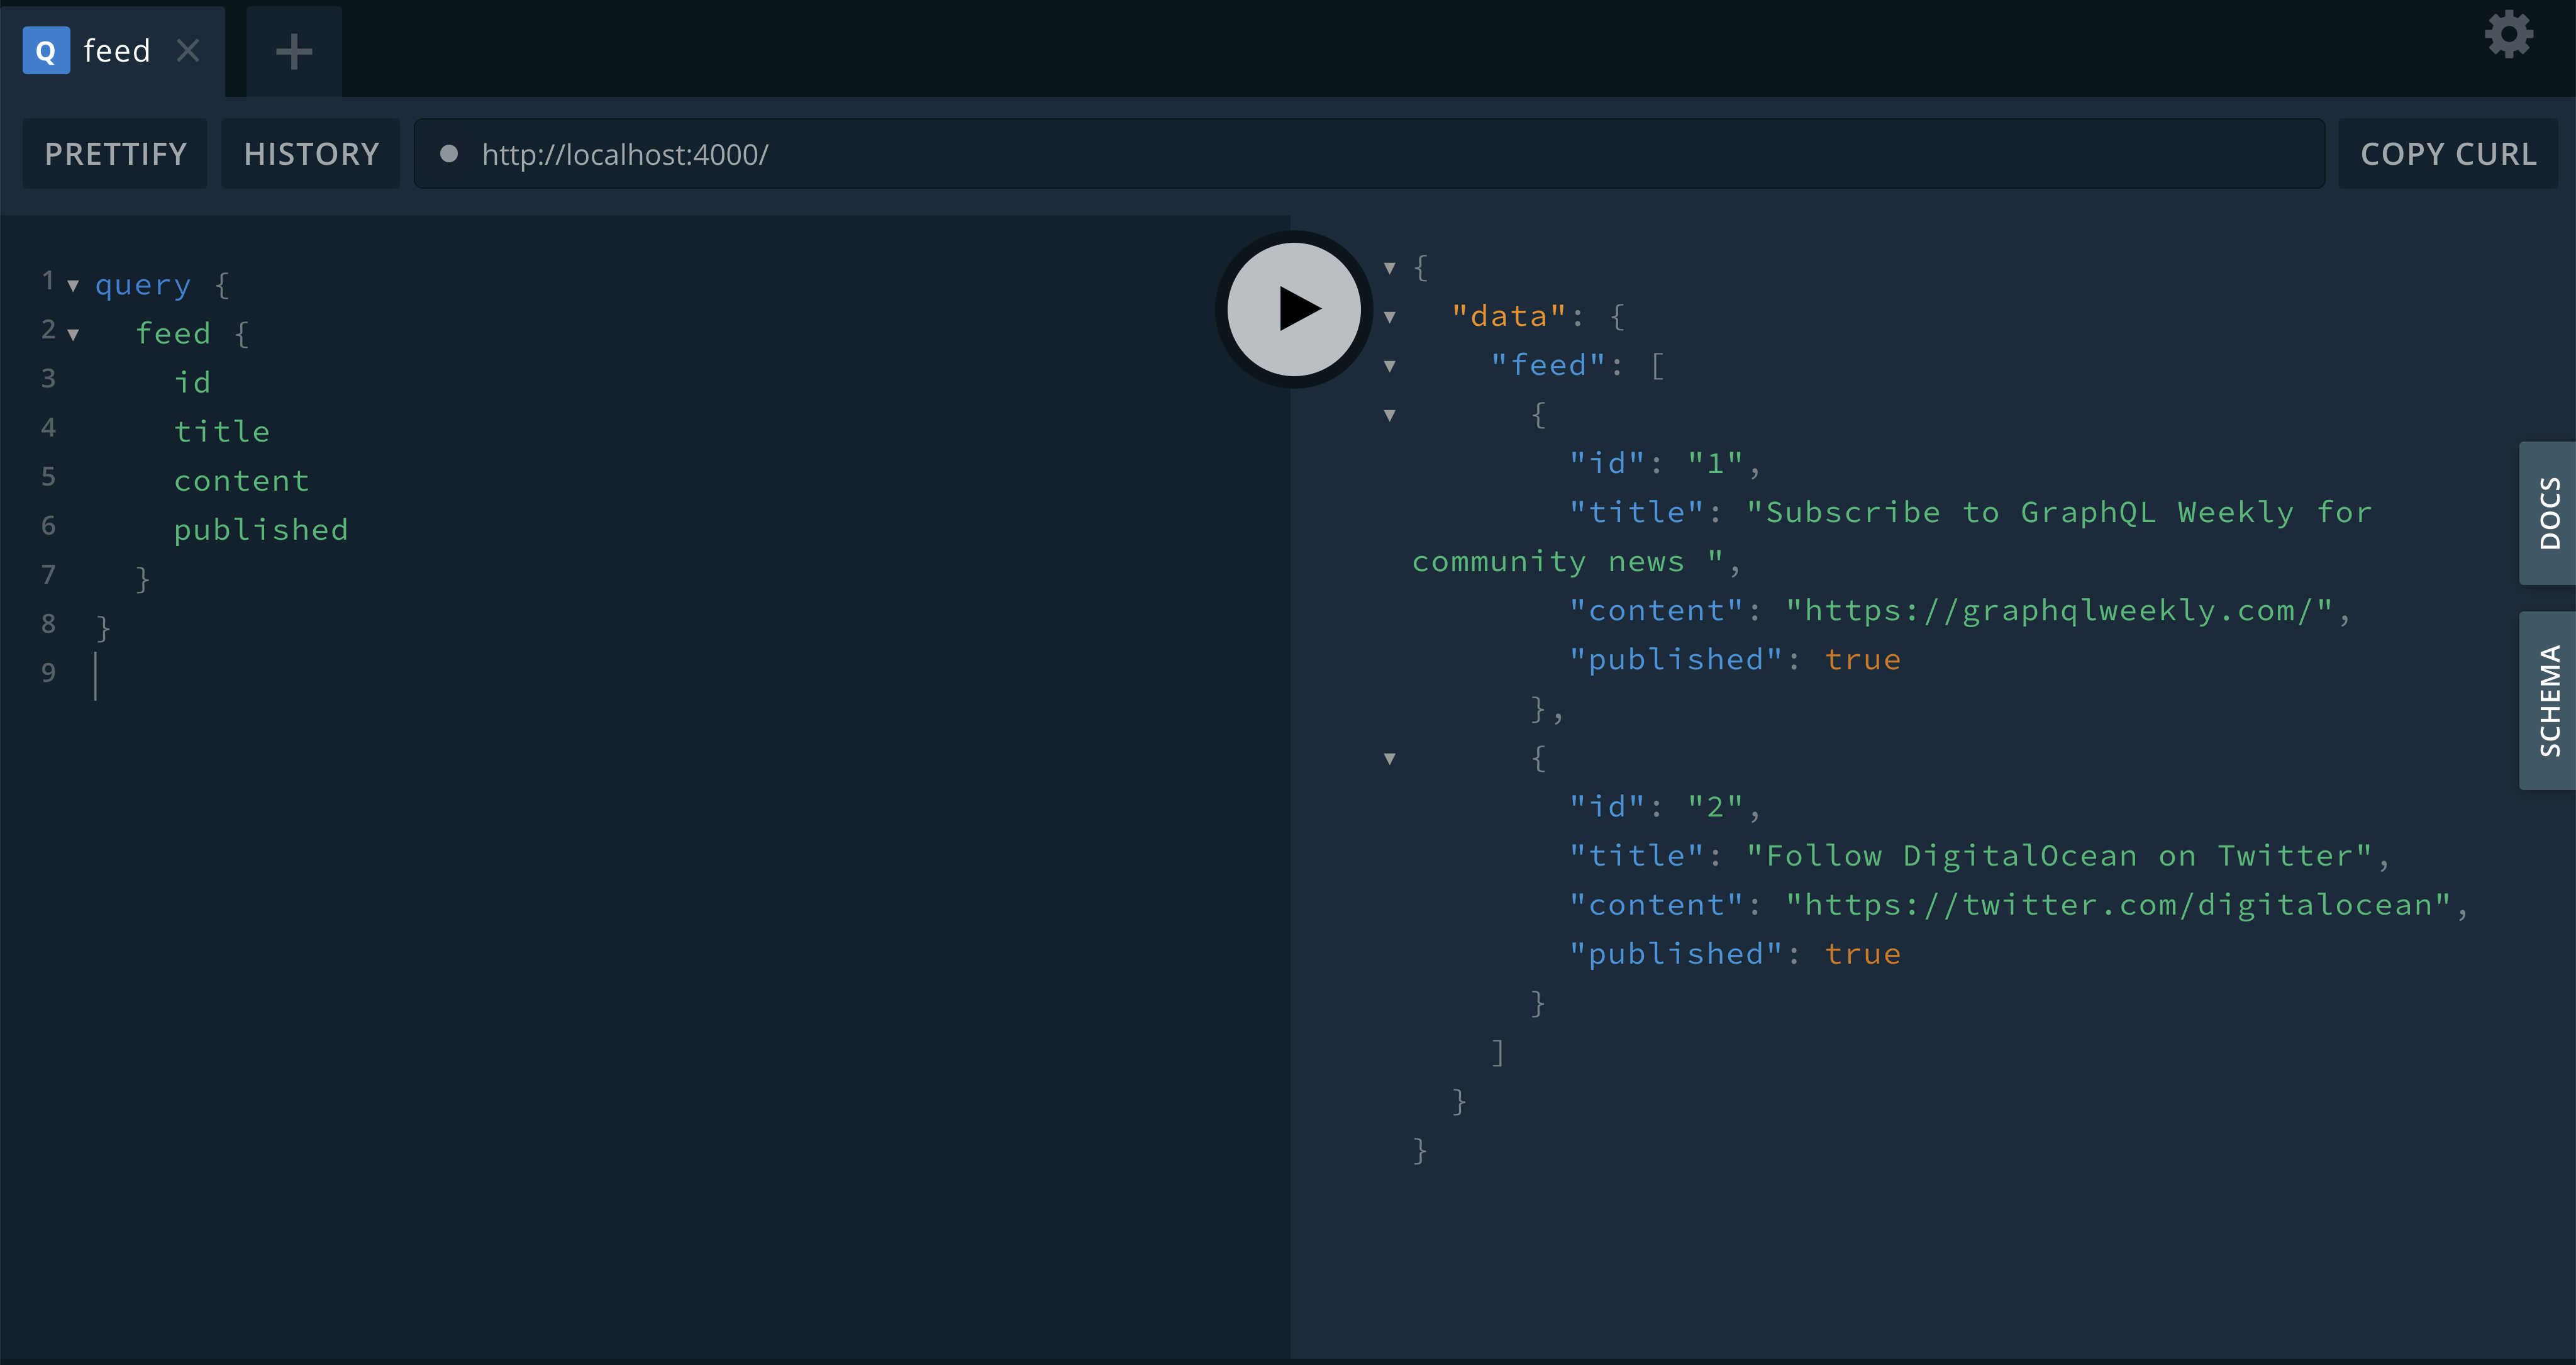 Q feed
PRETTIFY HISTORY http://localhost:4000/ COPY CURL
1 query {
2 feed {
3 id
4 title
5 content
6 published
7 }
8 }
9
{
"data": {
"feed": [
{
"id": "1",
"title": "Subscribe to GraphQL Weekly for
community news ",
"content": "https://graphqlweekly.com/",
"published": true
},
{
"id": "2",
"title": "Follow DigitalOcean on Twitter",
"content": "https://twitter.com/digitalocean",
"published": true
}
]
}
}
DOCS
SCHEMA